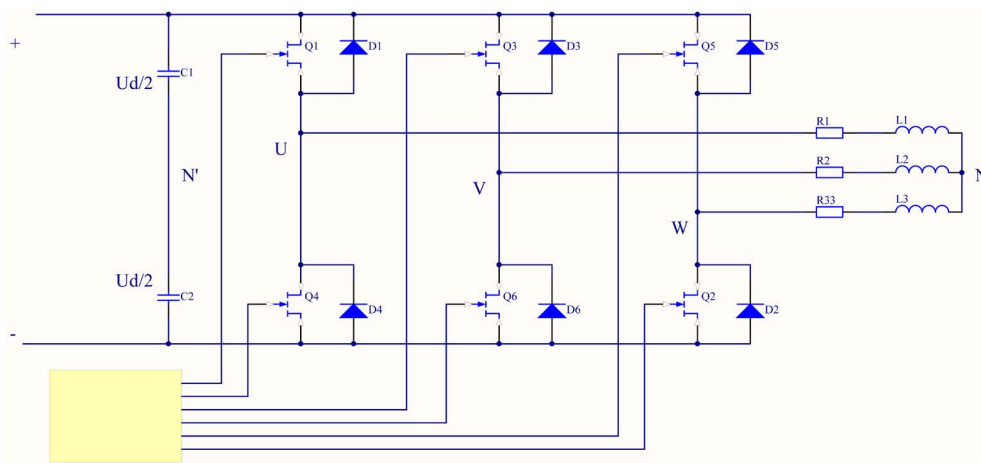 +
Q1
D1
Q3
D3
Q5
D5
C1
Ud/2
R1
L1
U
R2
L2
N'
V
N
R33
L3
W
Ud/2
C2
Q4
D4
Q6
D6
Q2
D2
-